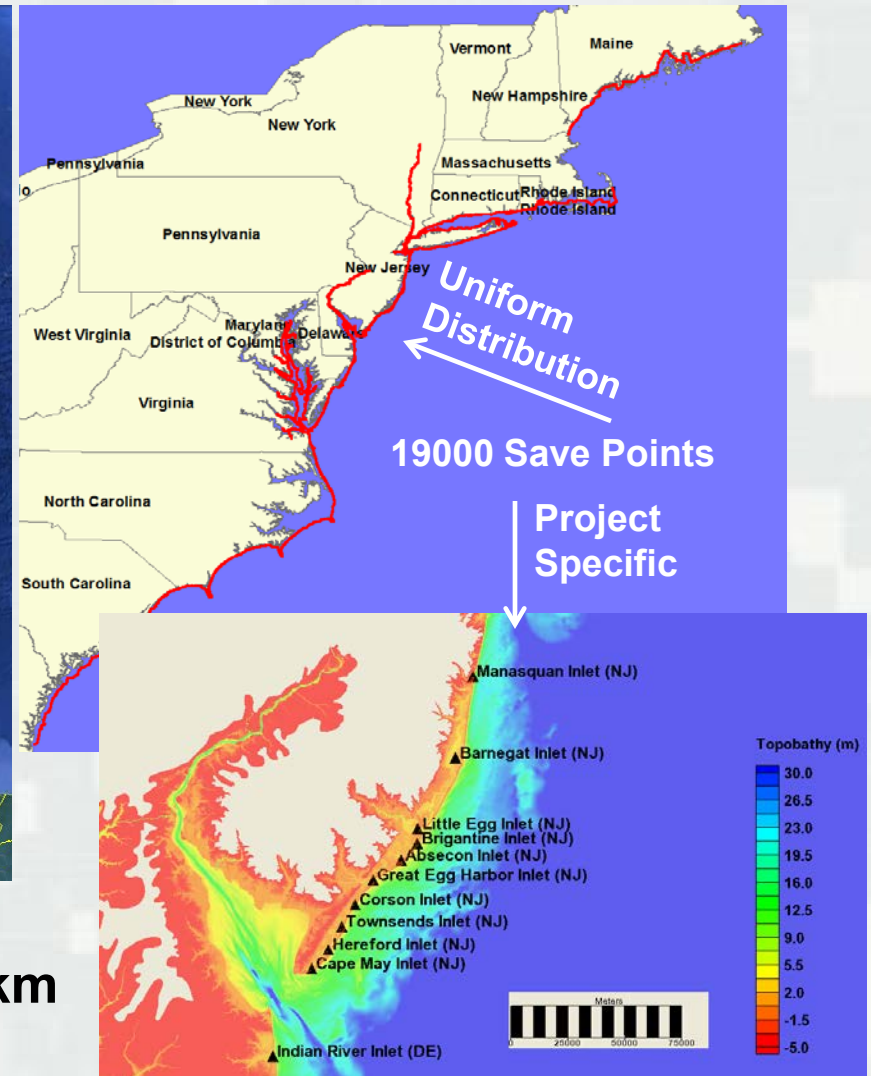 Vermont
Maine
New York
New York
New Hampshire
Pennsylvania
Massachusetts
Connecticut Rhode Island
Rhode Island
Pennsylvania
New Jersey
Uniform
Distribution
West Virginia
Delaware
District of Columbia
Virginia
19000 Save Points
North Carolina
Project
Specific
South Carolina
Manasquan Inlet (NJ)
Barnegat Inlet (NJ)
Little Egg Inlet (NJ)
Brigantine Inlet (NJ)
Absecon Inlet (NJ)
Great Egg Harbor Inlet (NJ)
Corson Inlet (NJ)
Townsends Inlet (NJ)
Hereford Inlet (NJ)
Cape May Inlet (NJ)
Indian River Inlet (DE)
Topobathy (m)
30.0
26.5
23.0
19.5
16.0
12.5
9.0
5.5
2.0
-1.5
-5.0
Meters
0 25000 50000 75000
km